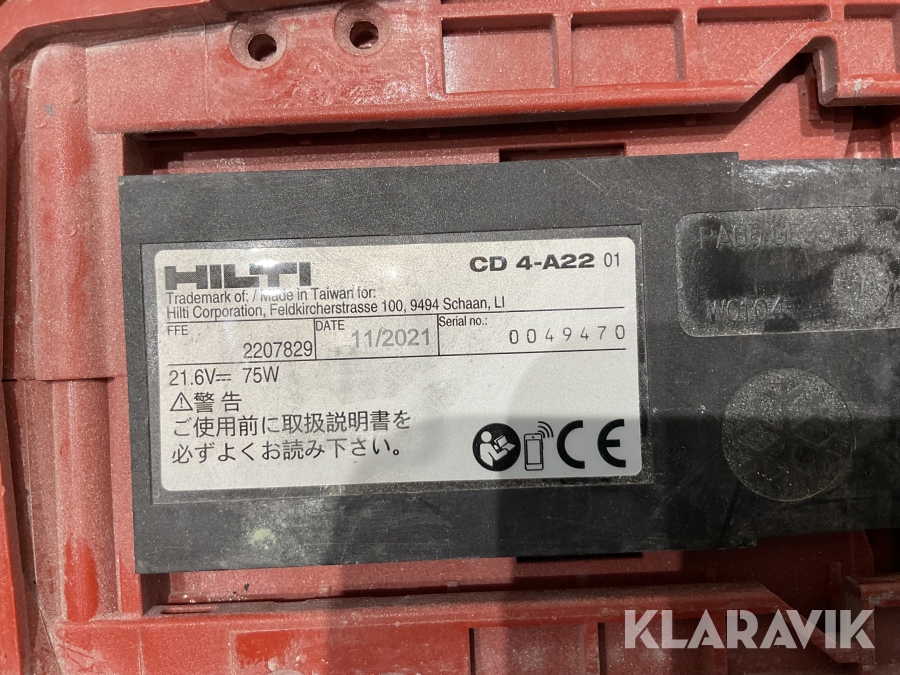 KLARAVIK
HILTI
CD 4-A22 01
Trademark of: / Made in Taiwan for:
Hilti Corporation, Feldkircherstrasse 100, 9494 Schaan, LI
FFE
2207829
DATE
11/2021
Serial no.:
0049470
21.6V⎓ 75W
⚠警告
ご使用前に取扱説明書を
必ずよくお読み下さい。
CE
KLARAVIK